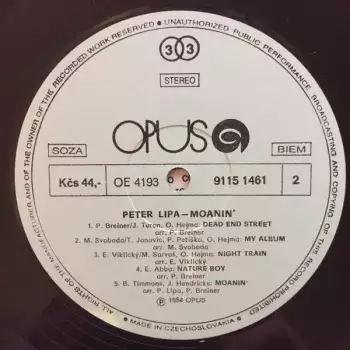 ALL RIGHTS OF THE MANUFACTURER AND OF THE OWNER OF THE RECORDED WORK RESERVED • UNAUTHORIZED PUBLIC PERFORMANCE, BROADCASTING AND COPYING OF THIS RECORD PROHIBITED • MADE IN CZECHOSLOVAKIA •
33
STEREO
OPUS
SOZA
BIEM
Kčs 44,-
OE 4193
9115 1461
2
PETER LIPA – MOANIN'
1. P. Breiner/J. Turan, O. Hejma: DEAD END STREET
arr. P. Breiner
2. M. Svoboda/T. Janovic, P. Petiška, O. Hejma: MY ALBUM
arr. M. Svoboda
3. E. Viklický/M. Sarvaš, O. Hejma: NIGHT TRAIN
arr. E. Viklický
4. E. Abba: NATURE BOY
arr. P. Breiner
5. B. Timmons, J. Hendricks: MOANIN'
arr. P. Lipa, P. Breiner
Ⓟ 1984 OPUS